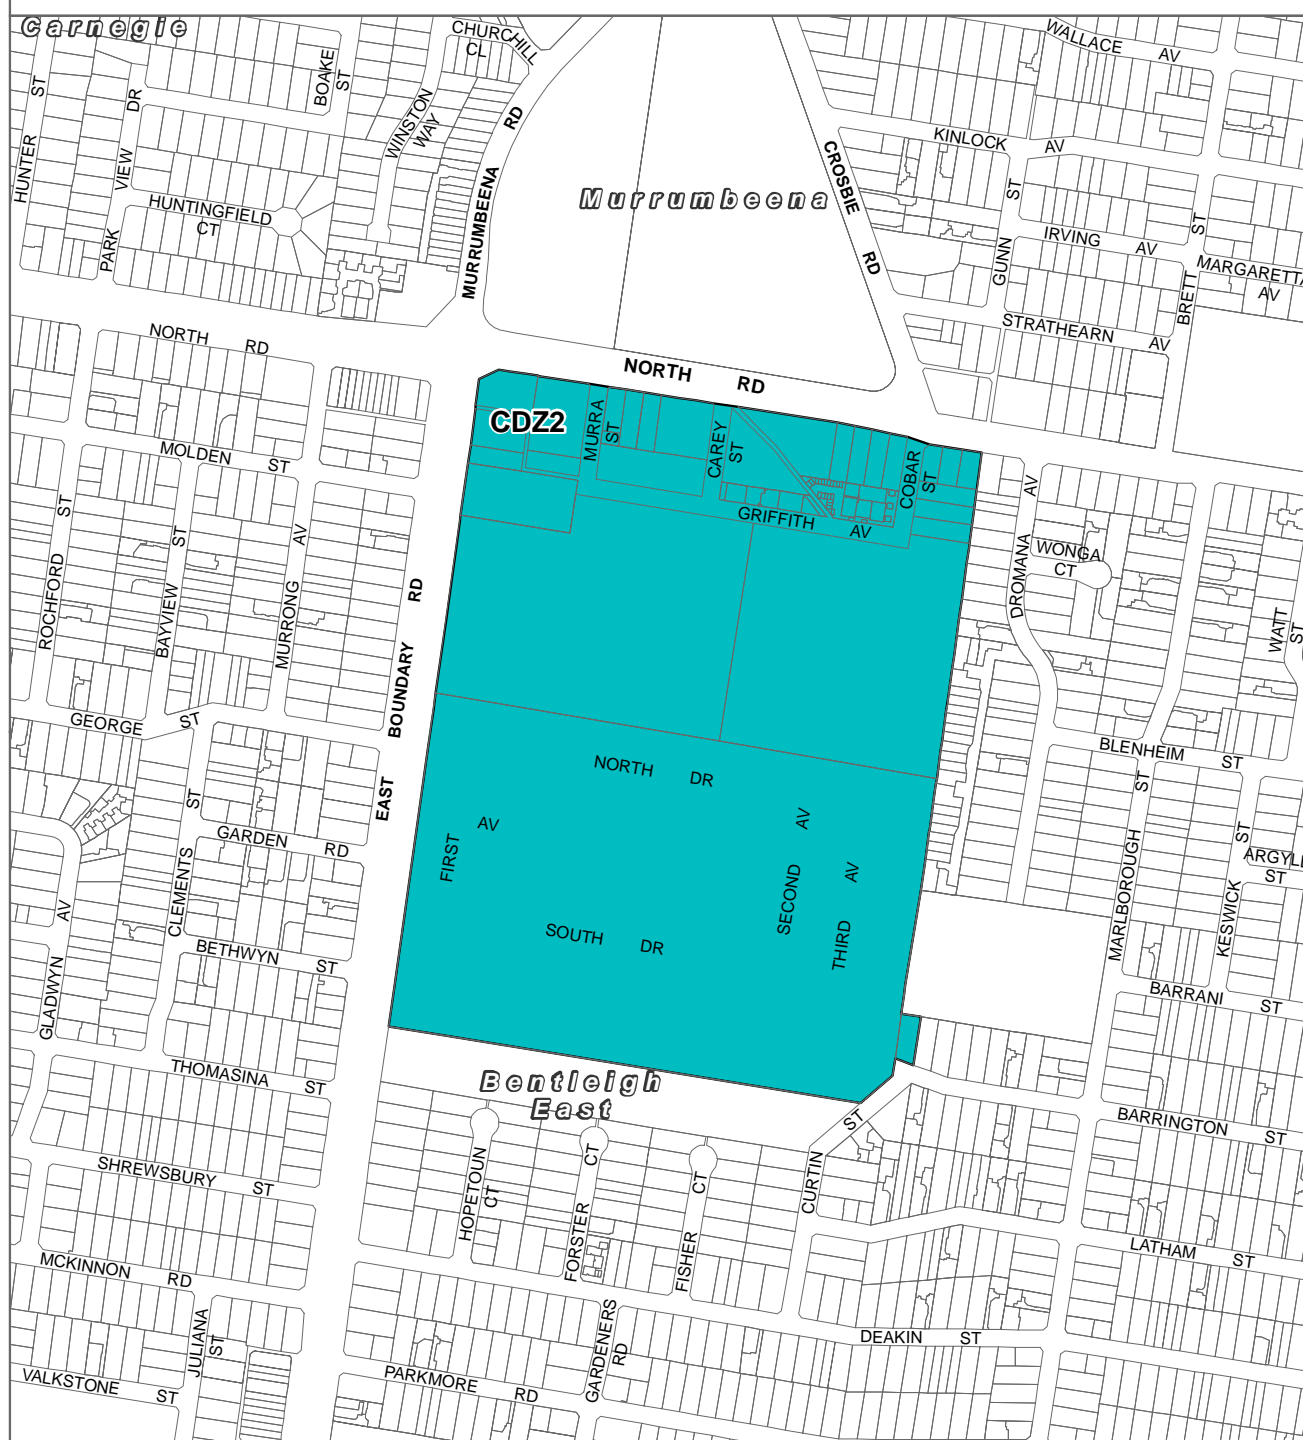 Carnegie
CHURCHILL
CL
WALLACE AV
HUNTER ST
PARK VIEW DR
BOAKE ST
WINSTON WAY
MURRUMBEENA RD
Murrumbeena
CROSBIE RD
KINLOCK AV
GUNN ST
IRVING AV
BRETT ST
MARGARETTA
AV
HUNTINGFIELD
CT
STRATHEARN AV
NORTH RD
NORTH RD
CDZ2
MURRA ST
CAREY ST
COBAR ST
GRIFFITH AV
MOLDEN ST
ROCHFORD ST
BAYVIEW ST
MURRONG AV
EAST BOUNDARY RD
DROMANA AV
WONGA
CT
WATT ST
GEORGE ST
BLENHEIM ST
NORTH DR
FIRST AV
SECOND AV
THIRD AV
SOUTH DR
CLEMENTS ST
GARDEN RD
MARLBOROUGH ST
KESWICK ST
ARGYLE
ST
GLADWYN AV
BETHWYN ST
BARRANI ST
THOMASINA ST
Bentleigh
East
BARRINGTON ST
SHREWSBURY ST
HOPETOUN CT
FORSTER CT
FISHER CT
CURTIN ST
LATHAM ST
MCKINNON RD
JULIANA ST
GARDENERS RD
DEAKIN ST
VALKSTONE ST
PARKMORE RD